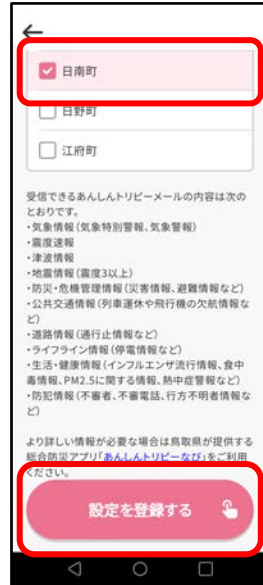 日南町
日野町
江府町
受信できるあんしんトリピーメールの内容は次の
とおりです。
・気象情報(気象特別警報、気象警報)
・震度速報
・津波情報
・地震情報(震度3以上)
・防災・危機管理情報(災害情報、避難情報など)
・公共交通情報(列車運休や飛行機の欠航情報な
ど)
・道路情報(通行止情報など)
・ライフライン情報(停電情報など)
・生活・健康情報(インフルエンザ流行情報、食中
毒情報、PM2.5に関する情報、熱中症警報など)
・防犯情報(不審者、不審電話、行方不明者情報な
ど)
より詳しい情報が必要な場合は鳥取県が提供する
総合防災アプリ「あんしんトリピーなび」をご利用
ください。
設定を登録する